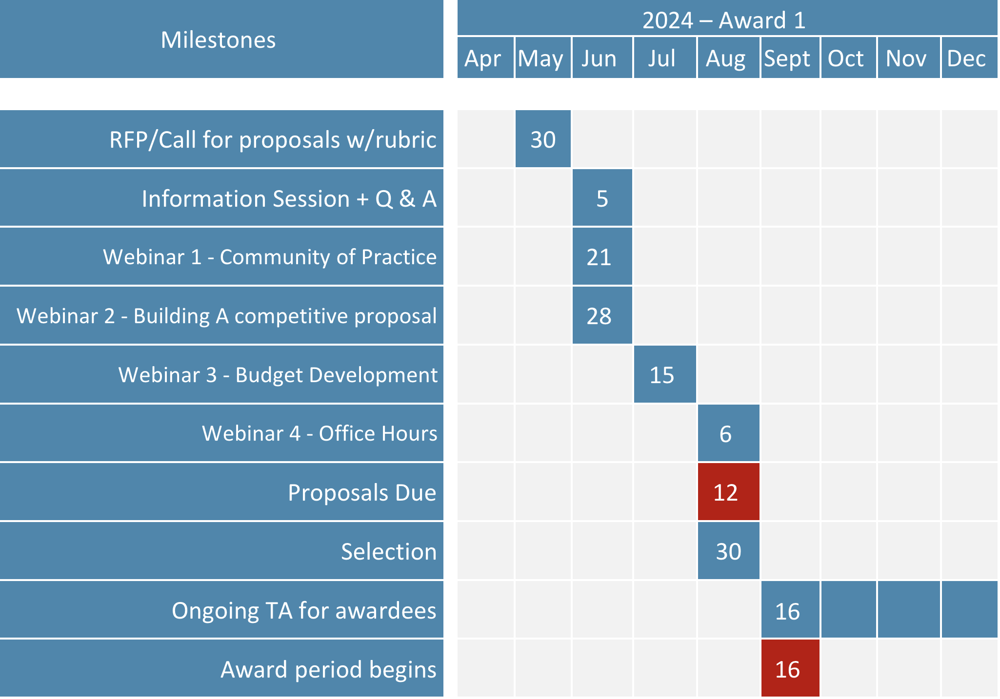 Milestones
2024 – Award 1
Apr May Jun Jul Aug Sept Oct Nov Dec
RFP/Call for proposals w/rubric 30
Information Session + Q & A 5
Webinar 1 - Community of Practice 21
Webinar 2 - Building A competitive proposal 28
Webinar 3 - Budget Development 15
Webinar 4 - Office Hours 6
Proposals Due 12
Selection 30
Ongoing TA for awardees 16
Award period begins 16